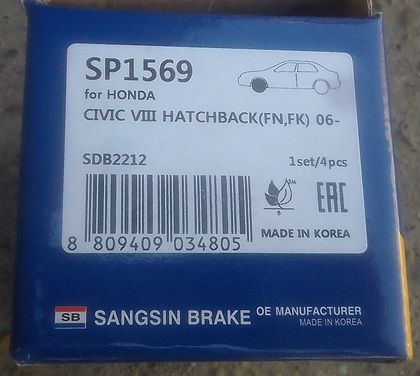 SP1569
for HONDA
CIVIC VIII HATCHBACK(FN,FK) 06-
SDB2212
1set/4pcs
EAC
8 809409 034805
MADE IN KOREA
SB
SANGSIN BRAKE
OE MANUFACTURER
MADE IN KOREA